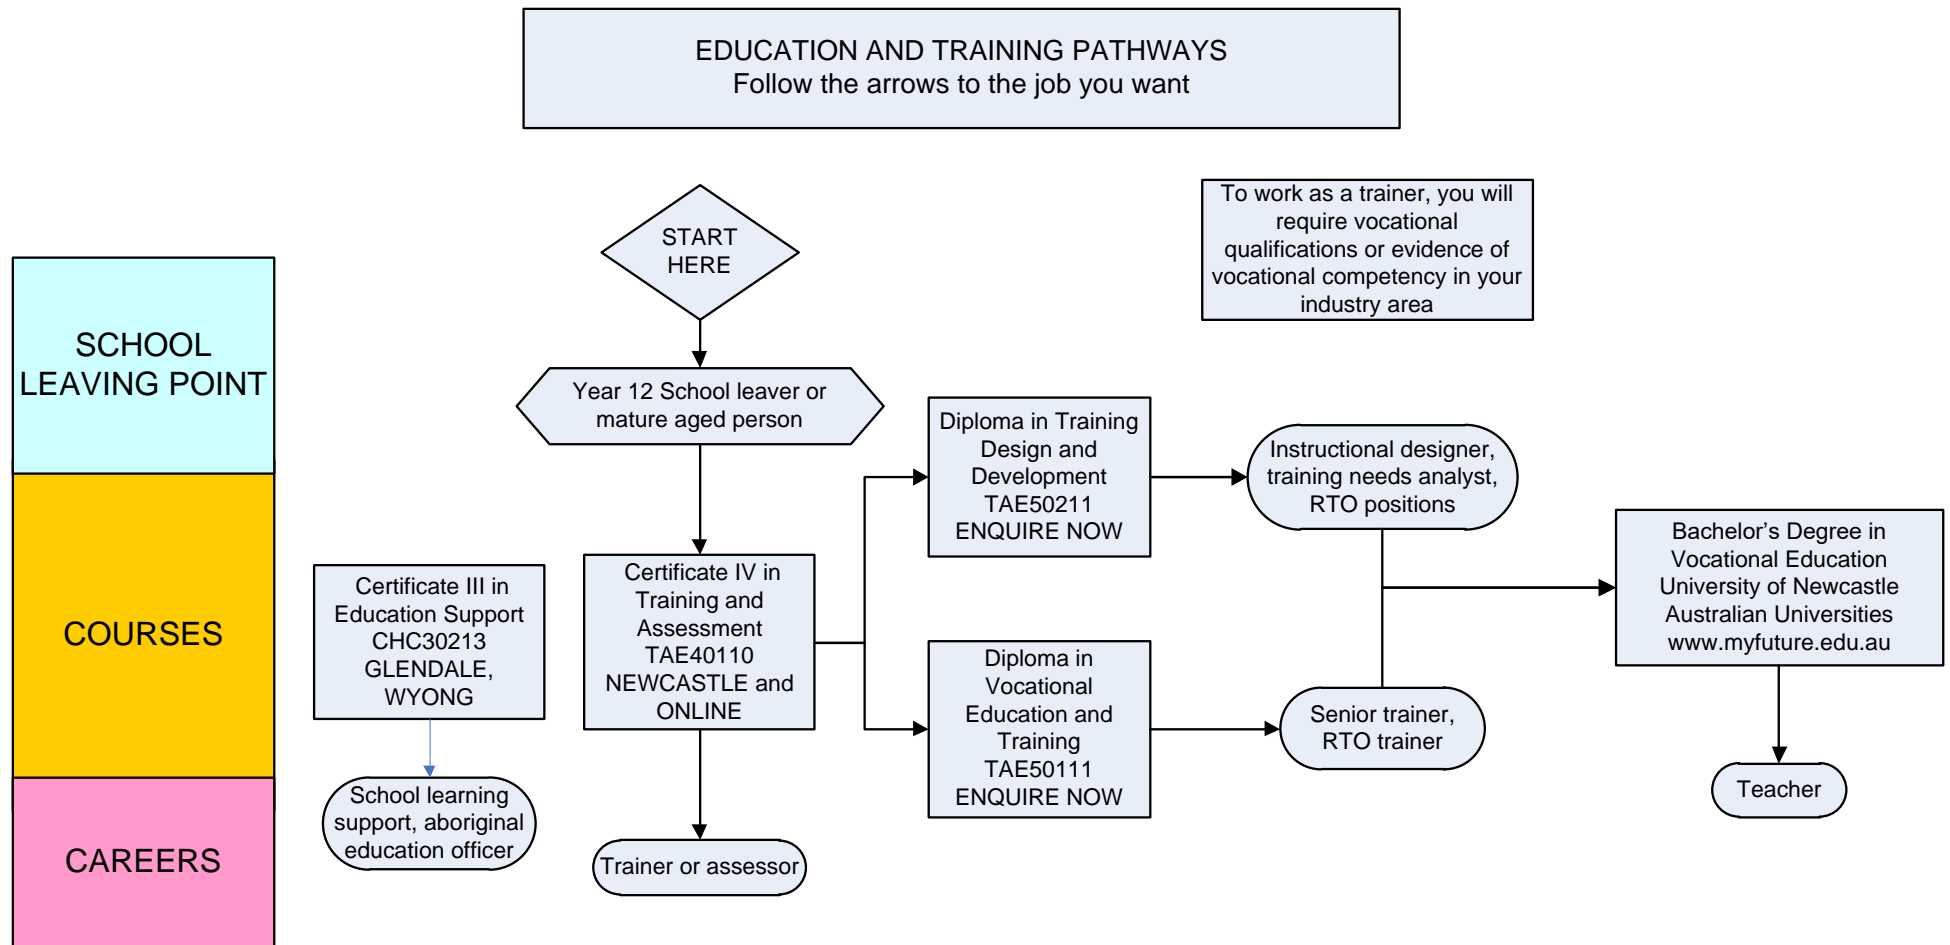 EDUCATION AND TRAINING PATHWAYS
Follow the arrows to the job you want
START
HERE
To work as a trainer, you will
require vocational
qualifications or evidence of
vocational competency in your
industry area
SCHOOL
LEAVING POINT
Year 12 School leaver or
mature aged person
COURSES
Certificate III in
Education Support
CHC30213
GLENDALE,
WYONG
Certificate IV in
Training and
Assessment
TAE40110
NEWCASTLE and
ONLINE
Diploma in Training
Design and
Development
TAE50211
ENQUIRE NOW
Instructional designer,
training needs analyst,
RTO positions
Diploma in
Vocational
Education and
Training
TAE50111
ENQUIRE NOW
Senior trainer,
RTO trainer
Bachelor’s Degree in
Vocational Education
University of Newcastle
Australian Universities
www.myfuture.edu.au
Teacher
CAREERS
School learning
support, aboriginal
education officer
Trainer or assessor